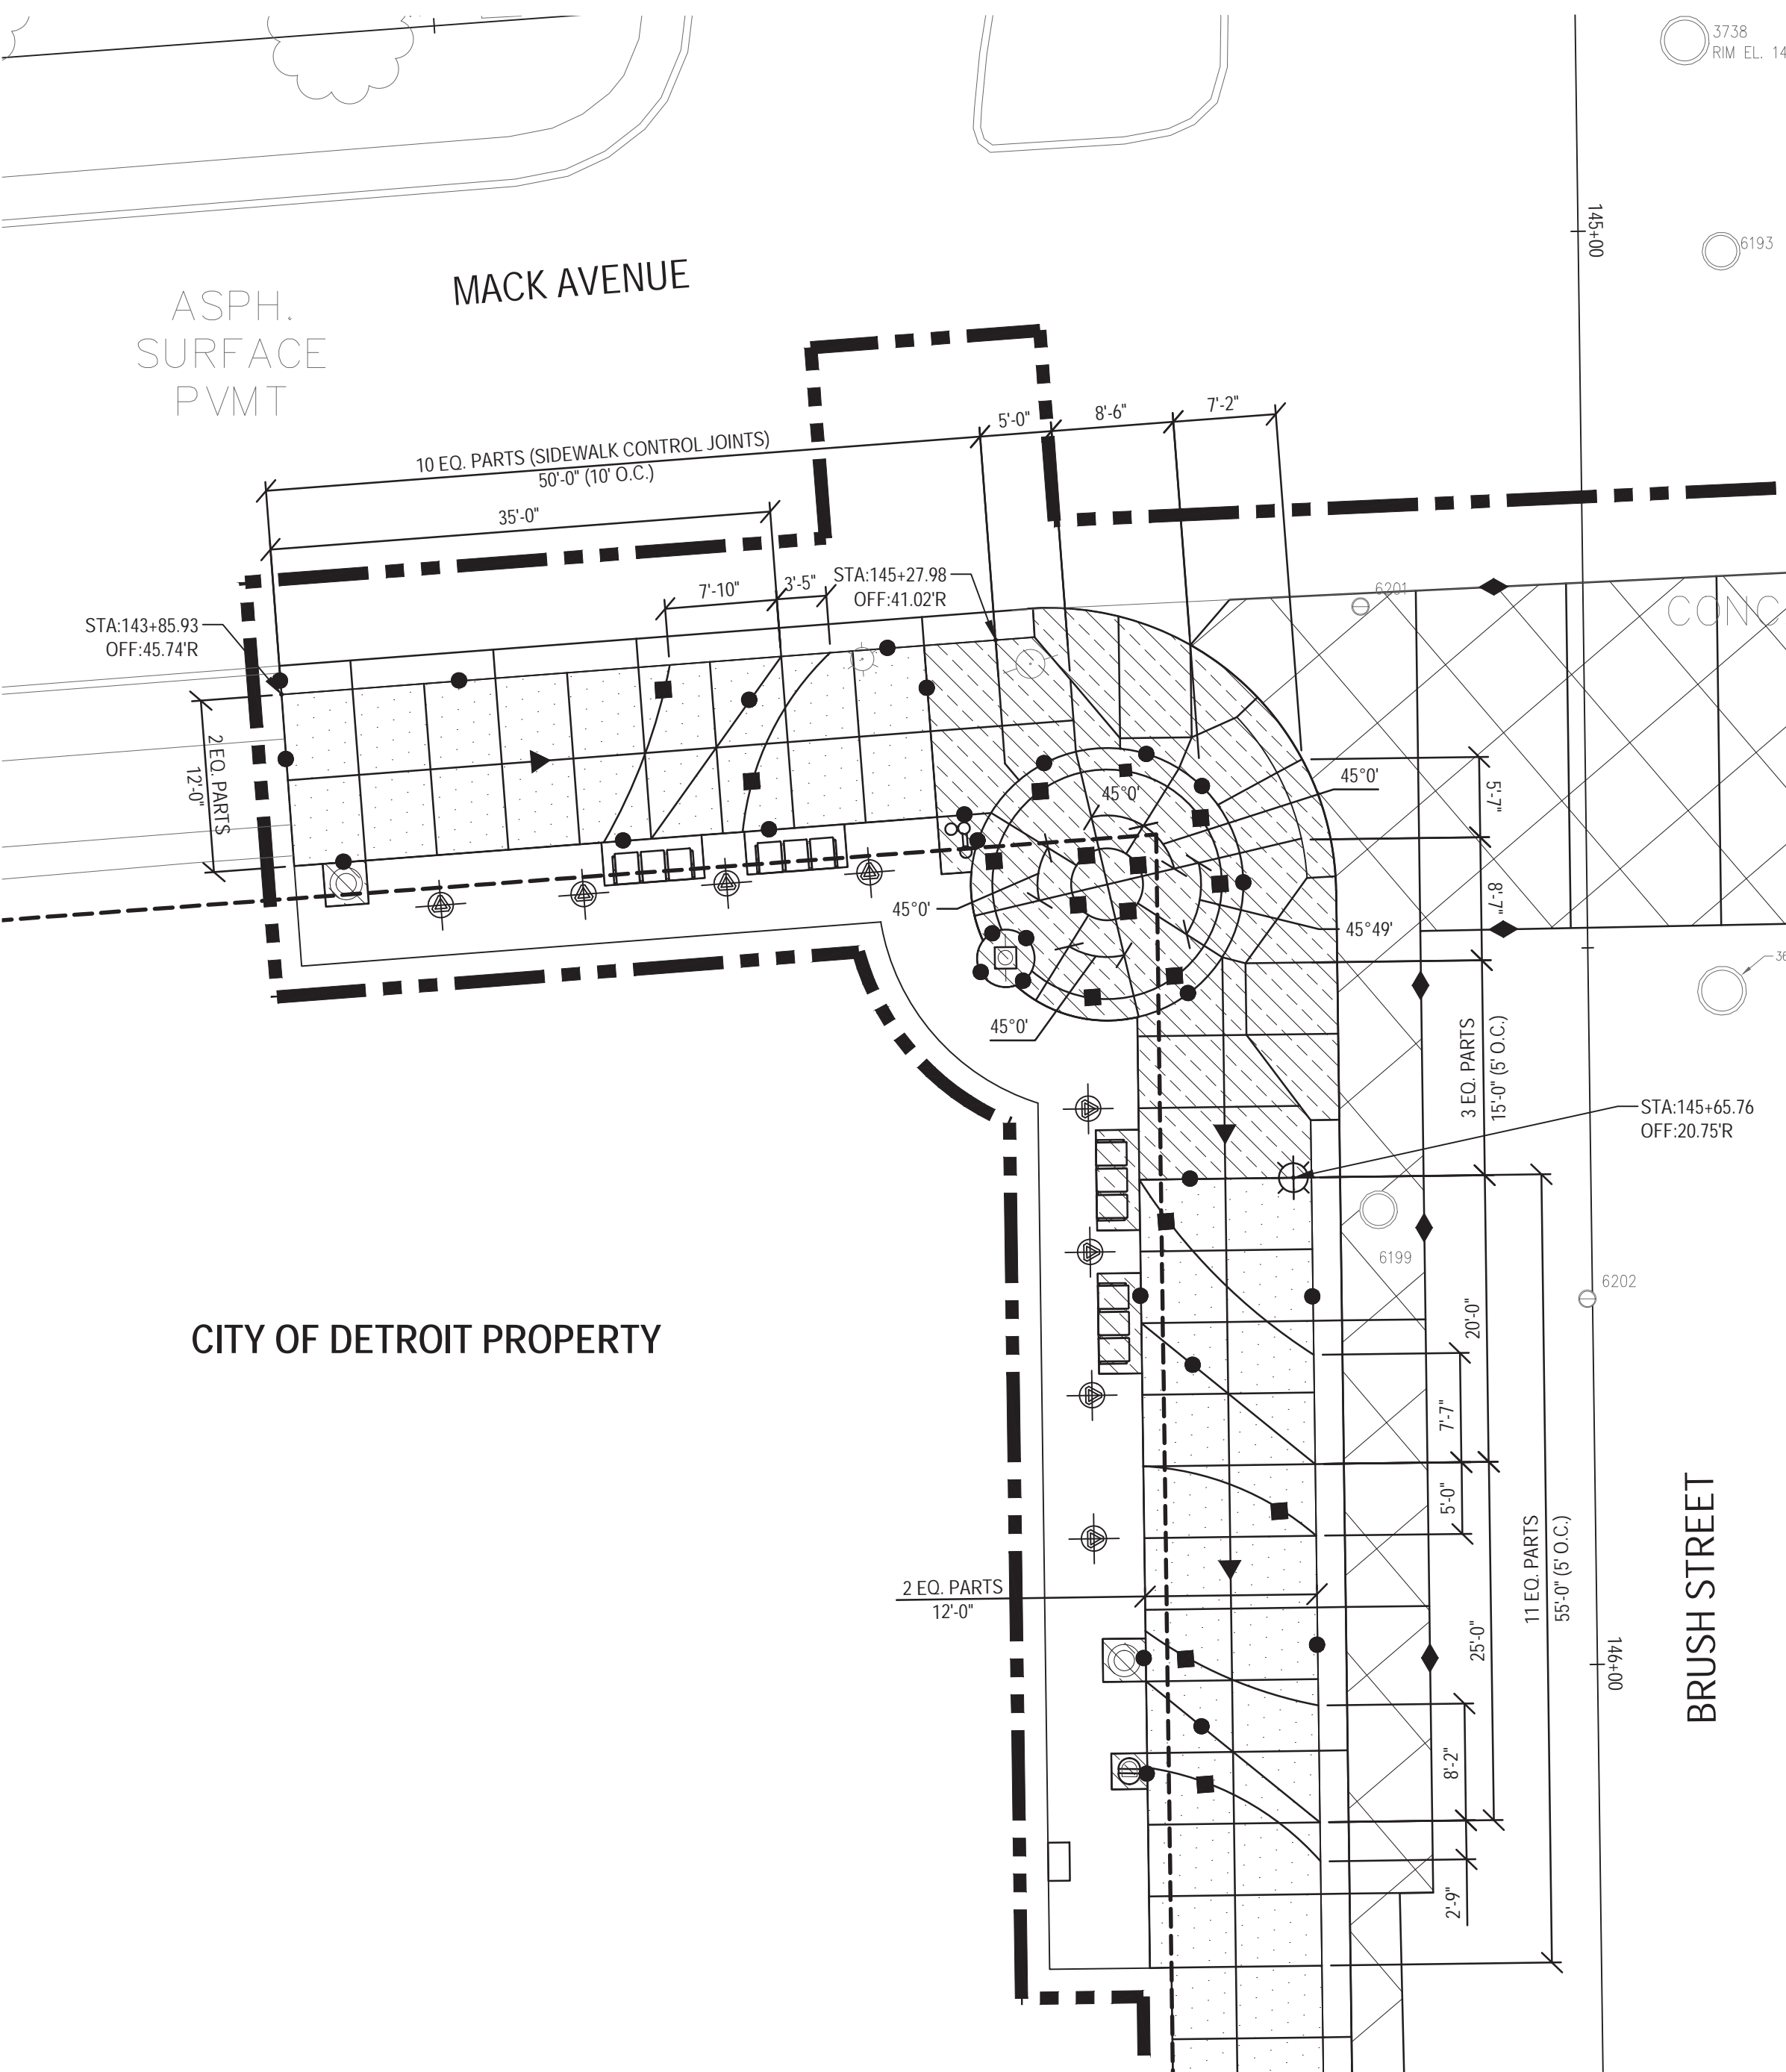 3738
RIM EL. 14
145+00
6193
MACK AVENUE
ASPH.
SURFACE
PVMT
7'-2"
8'-6"
5'-0"
10 EQ. PARTS (SIDEWALK CONTROL JOINTS)
50'-0" (10' O.C.)
35'-0"
STA:145+27.98
OFF:41.02'R
7'-10"
3'-5"
6201
CONC
STA:143+85.93
OFF:45.74'R
2 EQ. PARTS
12'-0"
45°0'
45°0'
5'-7"
8'-7"
45°0'
45°49'
36
45°0'
3 EQ. PARTS
15'-0" (5' O.C.)
STA:145+65.76
OFF:20.75'R
6199
6202
CITY OF DETROIT PROPERTY
20'-0"
7'-7"
5'-0"
11 EQ. PARTS
55'-0" (5' O.C.)
2 EQ. PARTS
12'-0"
25'-0"
146+00
BRUSH STREET
8'-2"
2'-9"